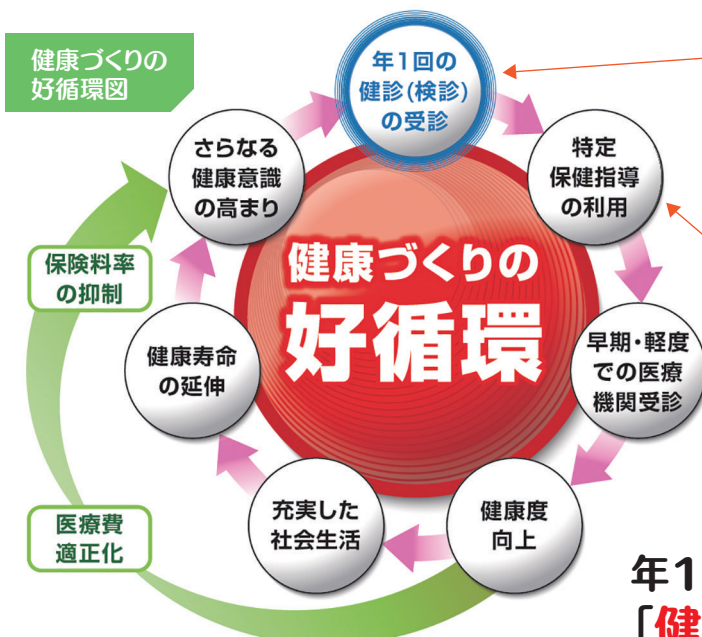 健康づくりの
好循環図
年1回の
健診(検診)
の受診
特定
保健指導
の利用
早期・軽度
での医療
機関受診
健康度
向上
充実した
社会生活
健康寿命
の延伸
さらなる
健康意識
の高まり
健康づくりの
好循環
保険料率
の抑制
医療費
適正化
年1
「健